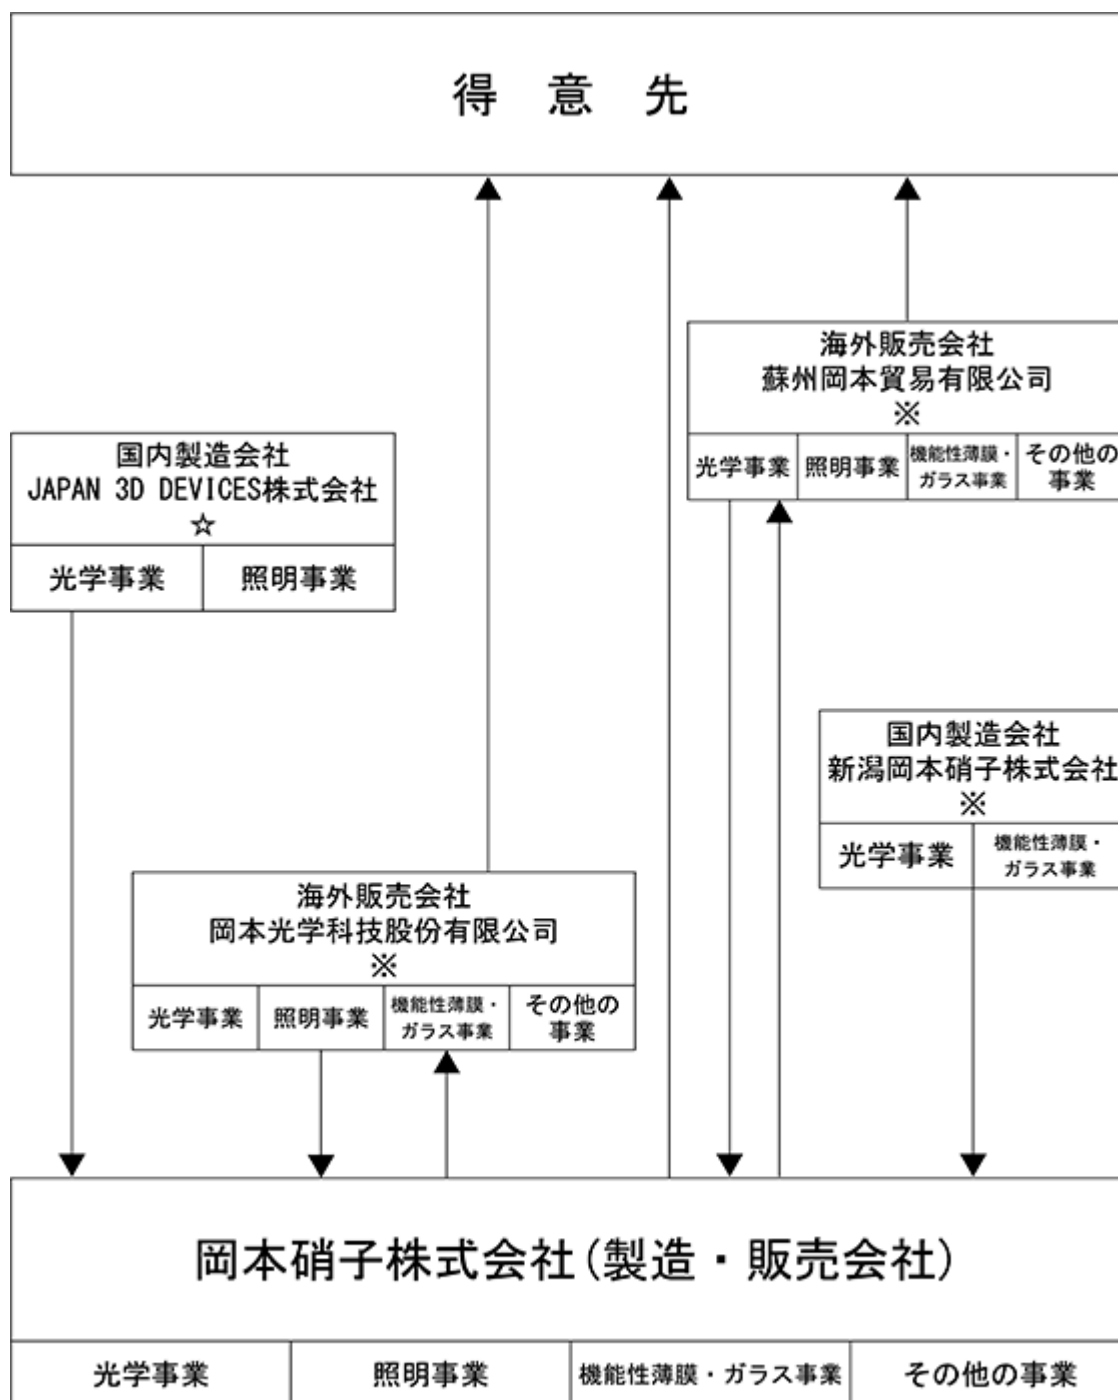 得　意　先
海外販売会社
蘇州岡本貿易有限公司
※
光学事業
照明事業
機能性薄膜・
ガラス事業
その他の
事業
国内製造会社
JAPAN 3D DEVICES株式会社
☆
光学事業
照明事業
国内製造会社
新潟岡本硝子株式会社
※
光学事業
機能性薄膜・
ガラス事業
海外販売会社
岡本光学科技股份有限公司
※
光学事業
照明事業
機能性薄膜・
ガラス事業
その他の
事業
岡本硝子株式会社(製造・販売会社)
光学事業
照明事業
機能性薄膜・ガラス事業
その他の事業